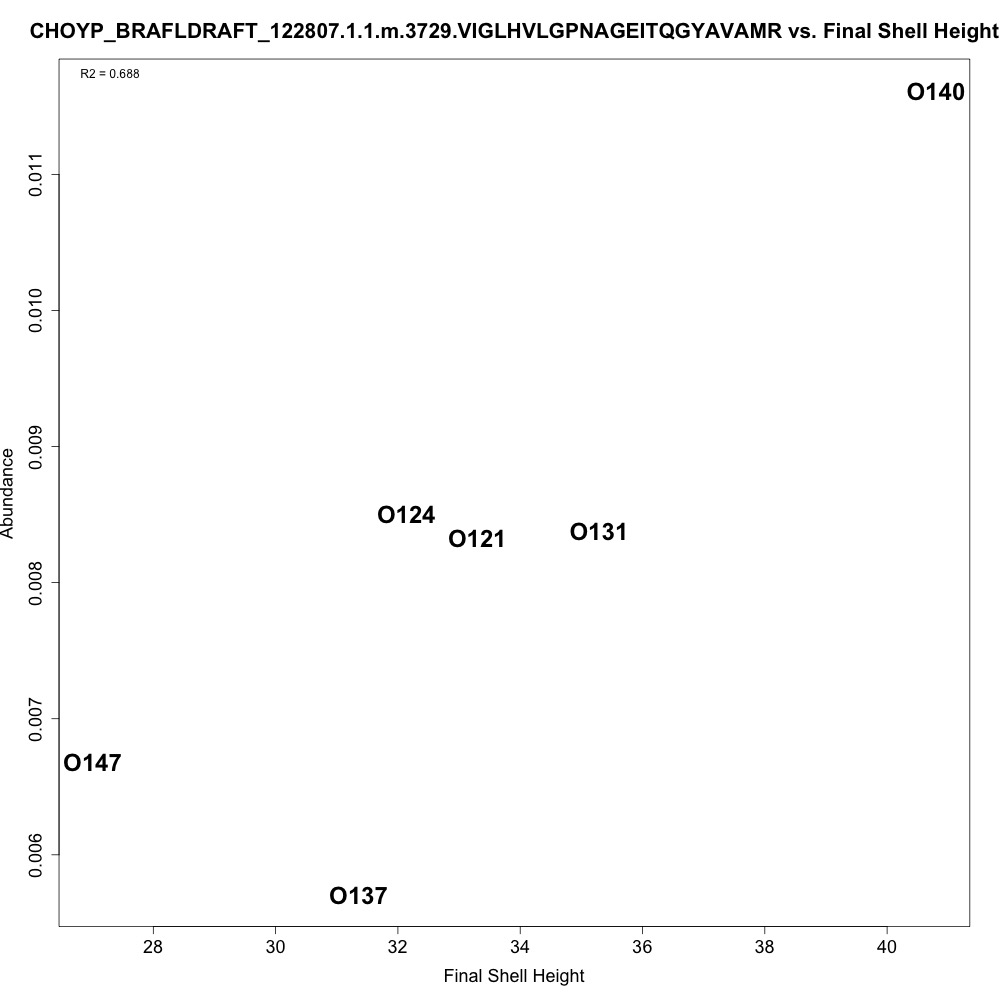 CHOYP_BRAFLDRAFT_122807.1.1.m.3729.VIGLHVLGPNAGEITQGYAVAMR vs. Final Shell Height
R2 = 0.688
O140
0.011
0.010
0.009
Abundance
O124
O121
O131
0.008
0.007
O147
0.006
O137
28 30 32 34 36 38 40
Final Shell Height